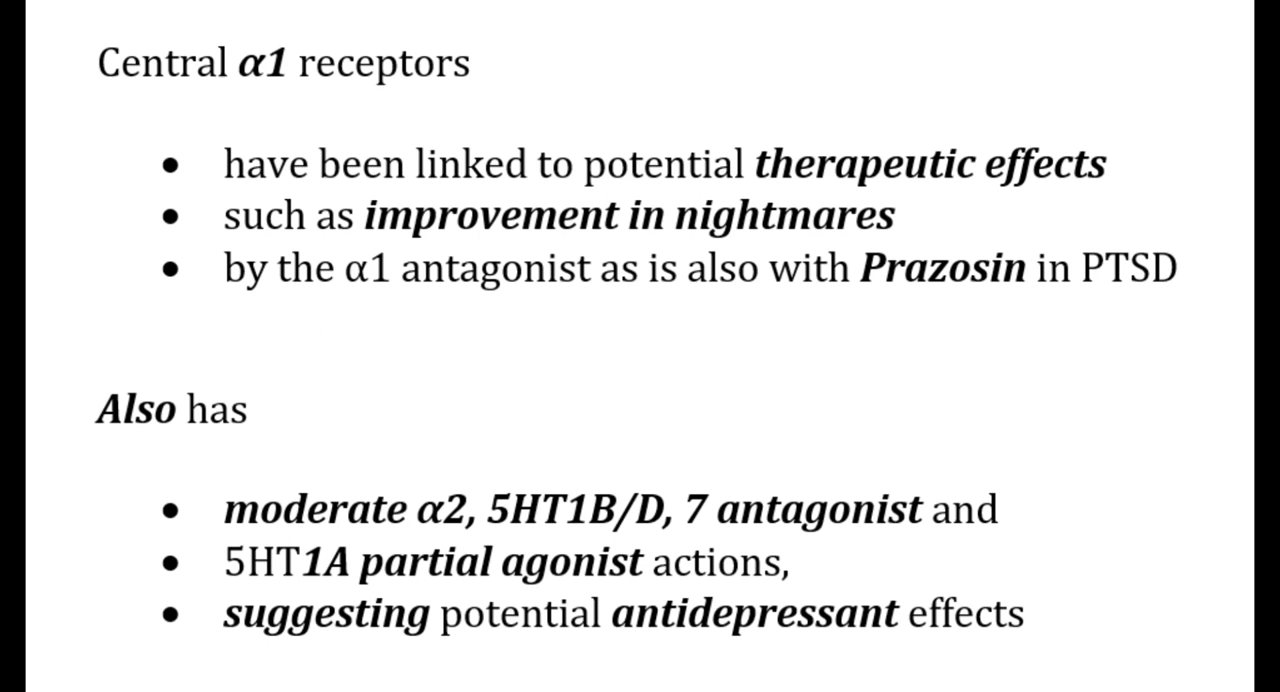 Central α1 receptors
• have been linked to potential therapeutic effects
• such as improvement in nightmares
• by the α1 antagonist as is also with Prazosin in PTSD
Also has
• moderate α2, 5HT1B/D, 7 antagonist and
• 5HT1A partial agonist actions,
• suggesting potential antidepressant effects